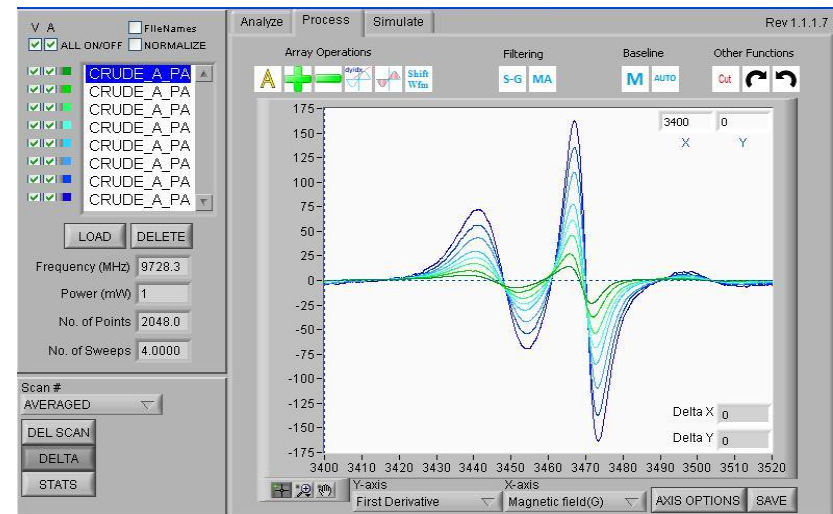 V A FIleNames
ALL ON/OFF NORMALIZE
CRUDE_A_PA
CRUDE_A_PA
CRUDE_A_PA
CRUDE_A_PA
CRUDE_A_PA
CRUDE_A_PA
CRUDE_A_PA
CRUDE_A_PA
LOAD DELETE
Frequency (MHz) 9728.3
Power (mW) 1
No. of Points 2048.0
No. of Sweeps 4.0000
Scan #
AVERAGED
DEL SCAN
DELTA
STATS
Analyze Process Simulate Rev 1.1.1.7
Array Operations Filtering Baseline Other Functions
A dy/dx Shift Wfm S-G MA M AUTO Cut
175
150
125
100
75
50
25
0
-25
-50
-75
-100
-125
-150
-175
3400 0
X Y
Delta X 0
Delta Y 0
3400 3410 3420 3430 3440 3450 3460 3470 3480 3490 3500 3510 3520
Y-axis X-axis
First Derivative Magnetic field(G) AXIS OPTIONS SAVE